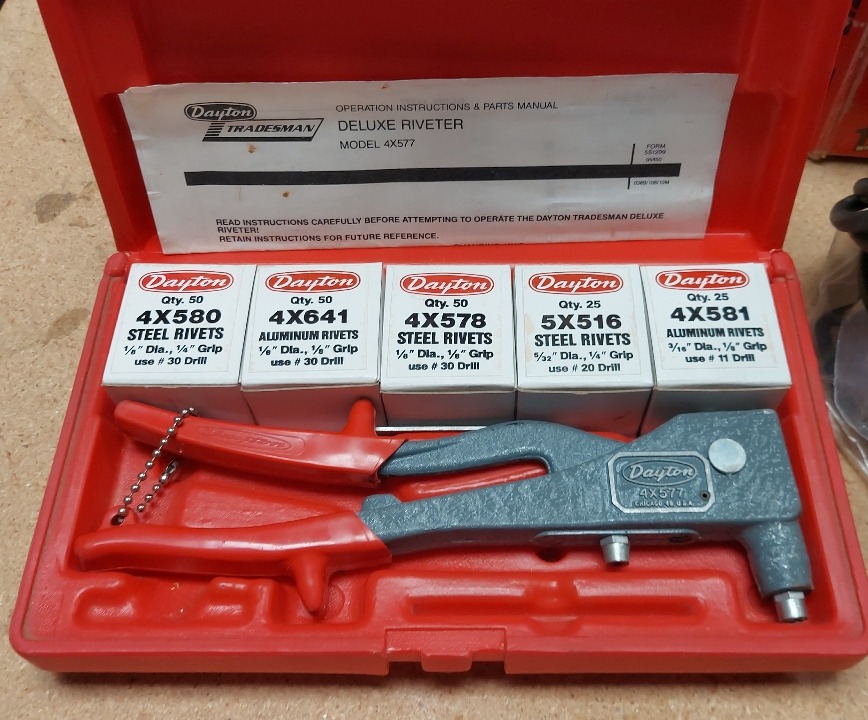 Dayton
TRADESMAN
OPERATION INSTRUCTIONS & PARTS MANUAL
DELUXE RIVETER
MODEL 4X577
FORM
5S1209
READ INSTRUCTIONS CAREFULLY BEFORE ATTEMPTING TO OPERATE THE DAYTON TRADESMAN DELUXE
RIVETER!
RETAIN INSTRUCTIONS FOR FUTURE REFERENCE.
Dayton
Qty. 50
4X580
STEEL RIVETS
1/8" Dia., 1/4" Grip
use # 30 Drill
Dayton
Qty. 50
4X641
ALUMINUM RIVETS
1/8" Dia., 1/8" Grip
use # 30 Drill
Dayton
Qty. 50
4X578
STEEL RIVETS
1/8" Dia., 1/8" Grip
use # 30 Drill
Dayton
Qty. 25
5X516
STEEL RIVETS
5/32" Dia., 1/4" Grip
use # 20 Drill
Dayton
Qty. 25
4X581
ALUMINUM RIVETS
3/16" Dia., 1/8" Grip
use # 11 Drill
Dayton
Dayton
4X577
CHICAGO 48, U.S.A.